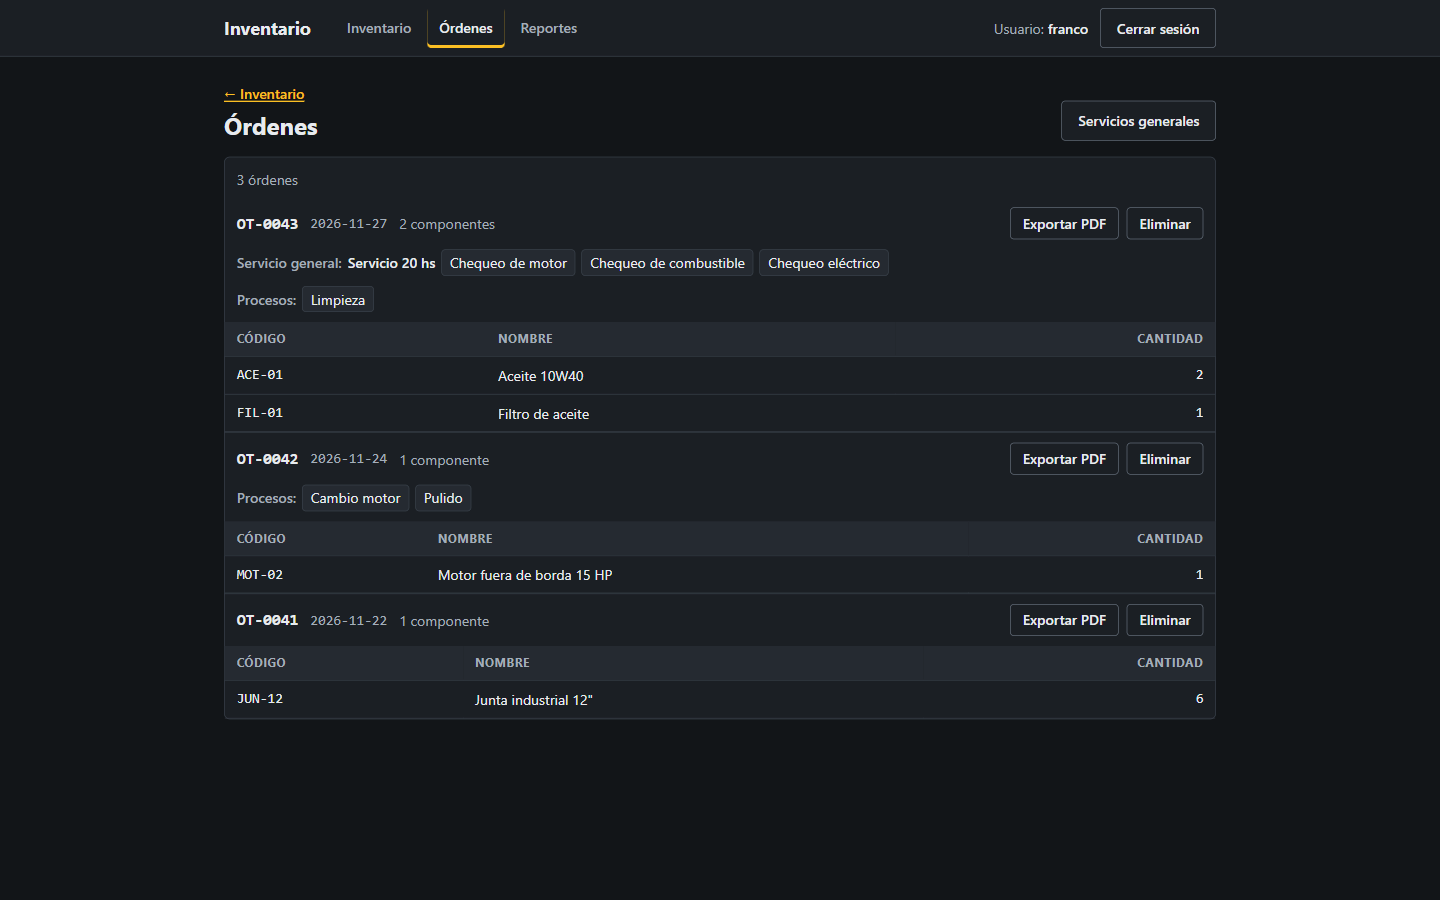 Inventario Inventario Órdenes Reportes Usuario: franco Cerrar sesión
← Inventario
Órdenes Servicios generales
3 órdenes
OT-0043 2026-11-27 2 componentes Exportar PDF Eliminar
Servicio general: Servicio 20 hs Chequeo de motor Chequeo de combustible Chequeo eléctrico
Procesos: Limpieza
CÓDIGO NOMBRE CANTIDAD
ACE-01 Aceite 10W40 2
FIL-01 Filtro de aceite 1
OT-0042 2026-11-24 1 componente Exportar PDF Eliminar
Procesos: Cambio motor Pulido
CÓDIGO NOMBRE CANTIDAD
MOT-02 Motor fuera de borda 15 HP 1
OT-0041 2026-11-22 1 componente Exportar PDF Eliminar
CÓDIGO NOMBRE CANTIDAD
JUN-12 Junta industrial 12" 6